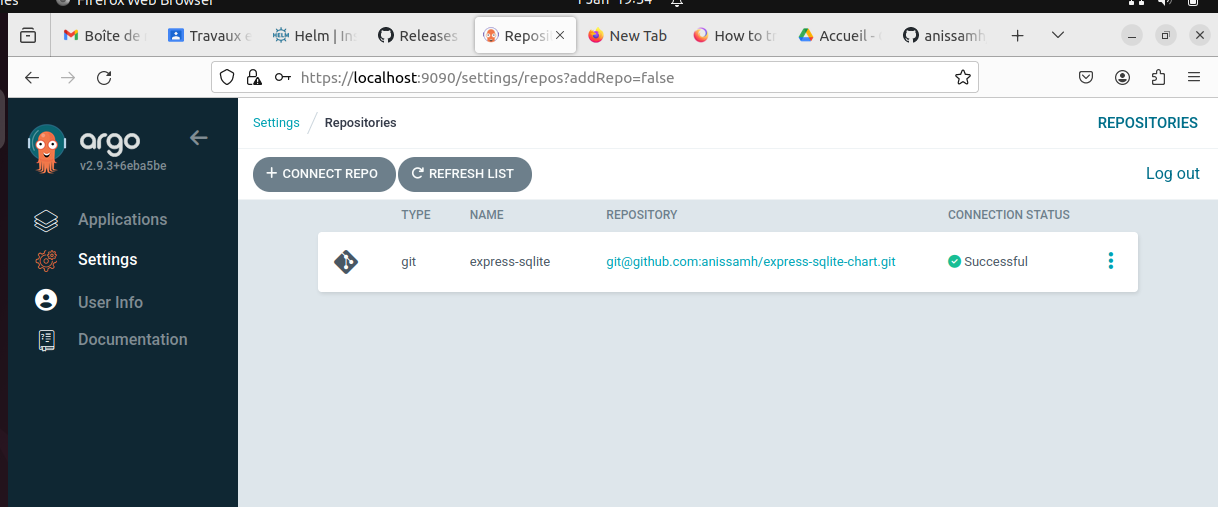 Firefox Web Browser
1 Jan 19:54
Boîte de
Travaux e
Helm | Ins
Releases
Reposit
New Tab
How to tr
Accueil -
anissamh
https://localhost:9090/settings/repos?addRepo=false
argo
v2.9.3+6eba5be
Applications
Settings
User Info
Documentation
Settings / Repositories
REPOSITORIES
+ CONNECT REPO
REFRESH LIST
Log out
TYPE NAME REPOSITORY CONNECTION STATUS
git express-sqlite git@github.com:anissamh/express-sqlite-chart.git Successful